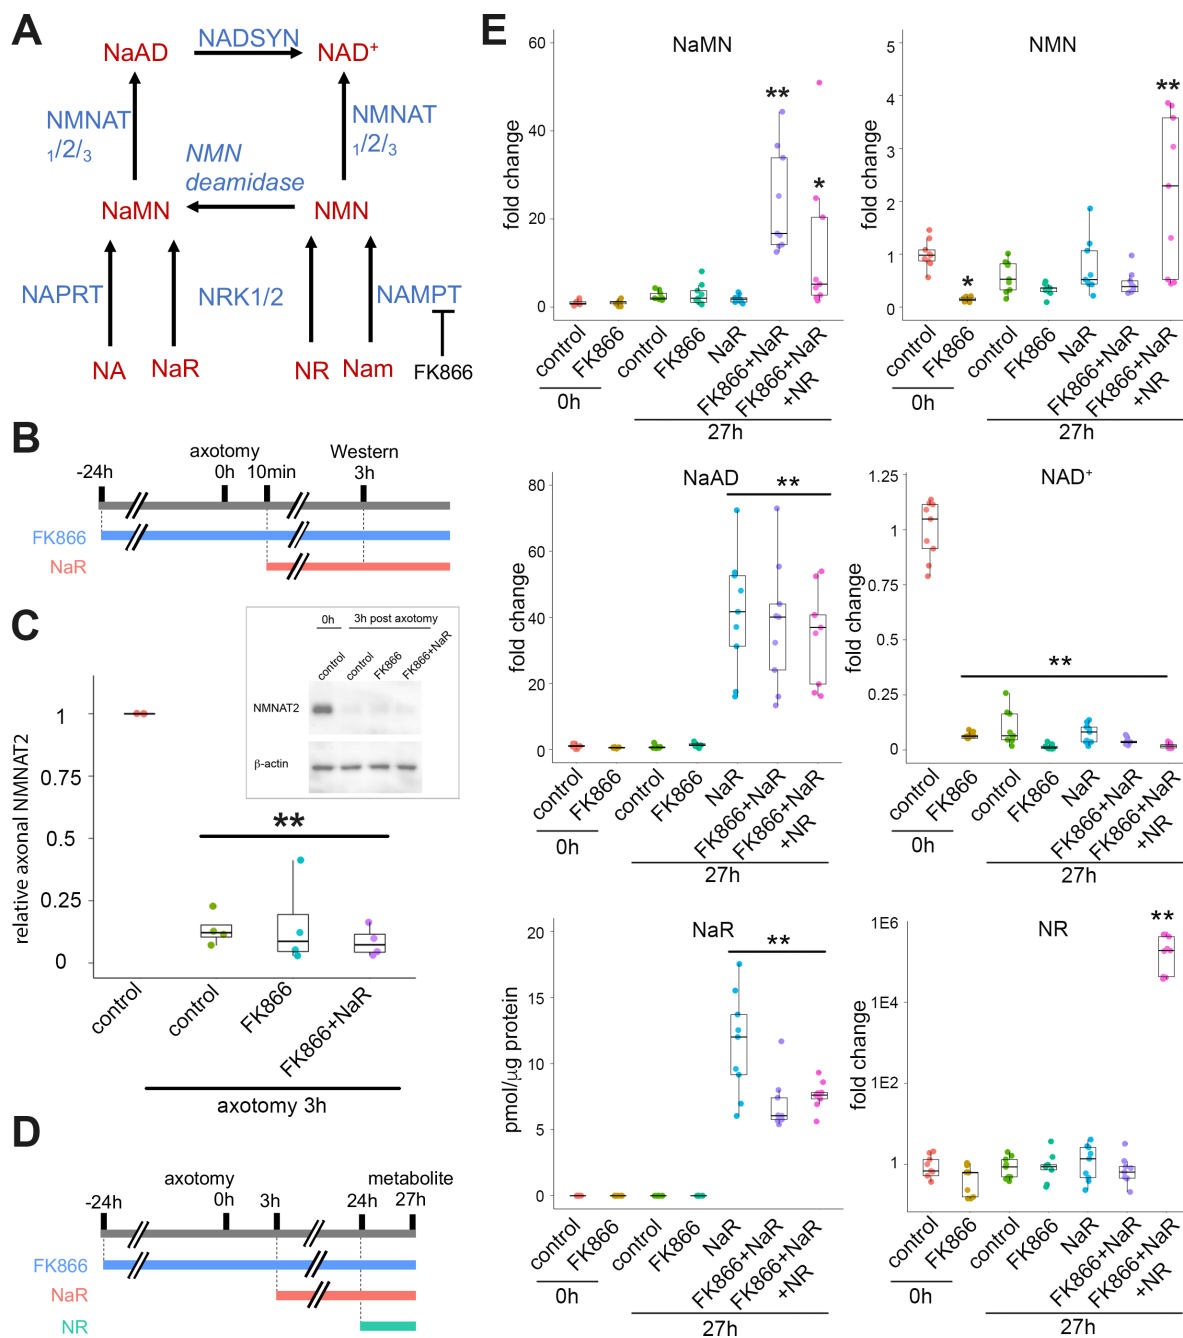 A
NaAD
NADSYN
NAD+
NMNAT
1/2/3
NMN
deamidase
NMNAT
1/2/3
NaMN
NMN
NAPRT
NRK1/2
NAMPT
NA
NaR
NR
Nam
FK866
B
axotomy
Western
-24h
0h
10min
3h
FK866
NaR
C
0h
3h post axotomy
control
control
FK866
FK866+NaR
NMNAT2
β-actin
relative axonal NMNAT2
1
0.75
0.5
0.25
0
**
control
control
FK866
FK866+NaR
axotomy 3h
D
axotomy
metabolite
-24h
0h
3h
24h
27h
FK866
NaR
NR
E
NaMN
fold change
60
40
20
0
**
*
control
FK866
control
FK866
NaR
FK866+NaR
FK866+NaR
+NR
0h
27h
NMN
fold change
5
4
3
2
1
0
*
**
control
FK866
control
FK866
NaR
FK866+NaR
FK866+NaR
+NR
0h
27h
NaAD
fold change
80
60
40
20
0
**
control
FK866
control
FK866
NaR
FK866+NaR
FK866+NaR
+NR
0h
27h
NAD+
fold change
1.25
1
0.75
0.5
0.25
0
**
control
FK866
control
FK866
NaR
FK866+NaR
FK866+NaR
+NR
0h
27h
NaR
pmol/μg protein
20
15
10
5
0
**
control
FK866
control
FK866
NaR
FK866+NaR
FK866+NaR
+NR
0h
27h
NR
fold change
1E6
1E4
1E2
1
**
control
FK866
control
FK866
NaR
FK866+NaR
FK866+NaR
+NR
0h
27h